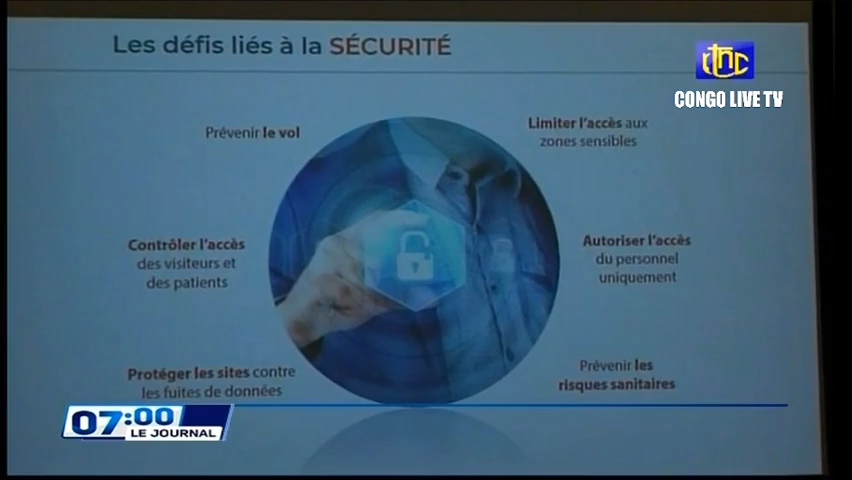 Les défis liés à la SÉCURITÉ
rtnc
CONGO LIVE TV
Prévenir le vol
Limiter l'accès aux
zones sensibles
Contrôler l'accès
des visiteurs et
des patients
Autoriser l'accès
du personnel
uniquement
Protéger les sites contre
les fuites de données
Prévenir les
risques sanitaires
07:00
LE JOURNAL